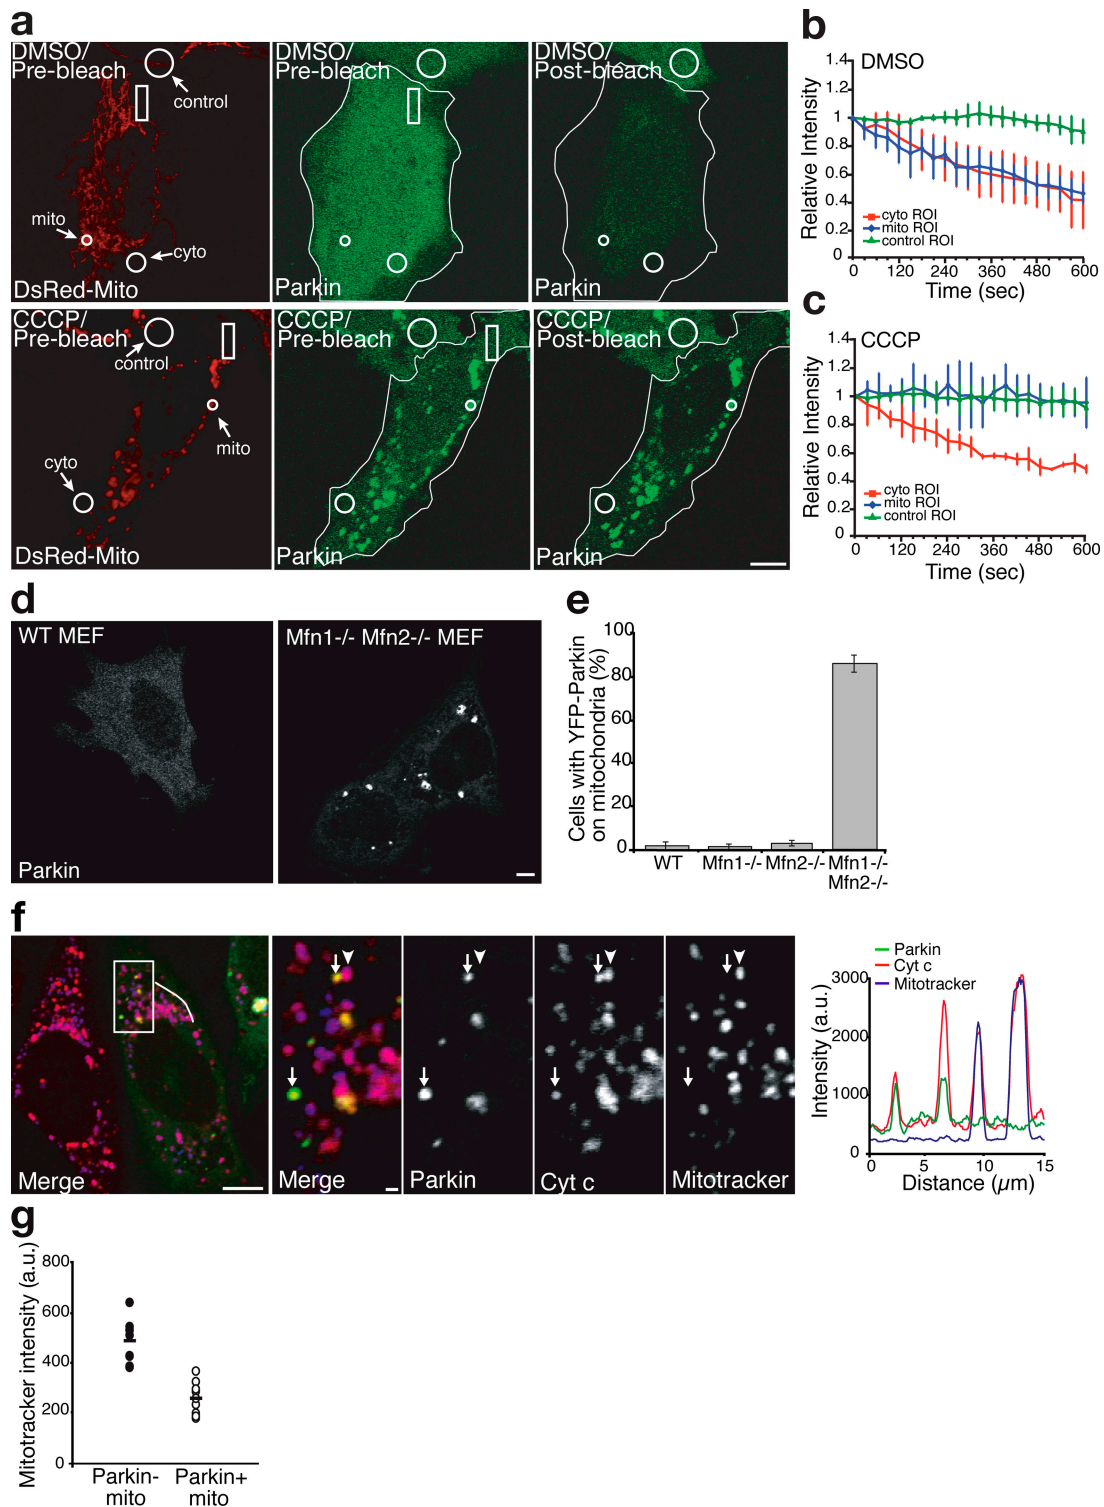 a
DMSO/
Pre-bleach
control
mito
cyto
DsRed-Mito
DMSO/
Pre-bleach
Parkin
DMSO/
Post-bleach
Parkin
CCCP/
Pre-bleach
control
mito
cyto
DsRed-Mito
CCCP/
Pre-bleach
Parkin
CCCP/
Post-bleach
Parkin
b
DMSO
Relative Intensity
1.4
1.2
1
0.8
0.6
0.4
0.2
0
cyto ROI
mito ROI
control ROI
0 120 240 360 480 600
Time (sec)
c
CCCP
Relative Intensity
1.4
1.2
1
0.8
0.6
0.4
0.2
0
cyto ROI
mito ROI
control ROI
0 120 240 360 480 600
Time (sec)
d
WT MEF
Parkin
Mfn1-/- Mfn2-/- MEF
e
Cells with YFP-Parkin
on mitochondria (%)
100
80
60
40
20
0
WT Mfn1-/- Mfn2-/- Mfn1-/-
Mfn2-/-
f
Merge
Merge
Parkin
Cyt c
Mitotracker
Parkin
Cyt c
Mitotracker
Intensity (a.u.)
3000
2000
1000
0
0 5 10 15
Distance (µm)
g
Mitotracker intensity (a.u.)
800
600
400
200
0
Parkin-
mito
Parkin+
mito